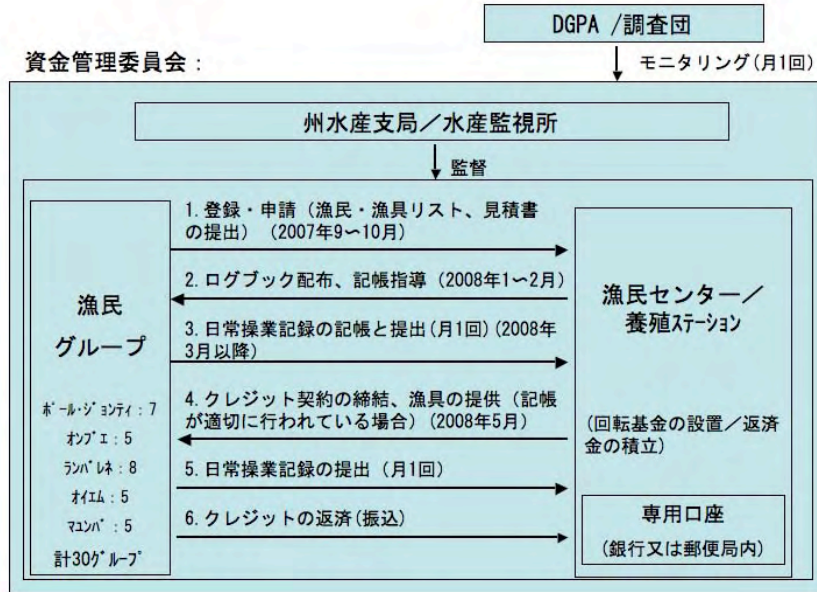 DGPA /調査団
資金管理委員会：
モニタリング(月1回)
州水産支局／水産監視所
監督
1. 登録・申請（漁民・漁具リスト、見積書
の提出）（2007年9～10月）
2. ログブック配布、記帳指導（2008年1～2月）
漁民
グループ
漁民センター／
養殖ｽﾃｰｼｮﾝ
3. 日常操業記録の記帳と提出(月1回)(2008年
3月以降)
4. クレジット契約の締結、漁具の提供（記帳
が適切に行われている場合）(2008年5月)
ﾎﾟｰﾙ・ｼﾞｮﾝﾃｨ：7
ｵﾝﾌﾞｴ：5
ﾗﾝﾊﾞﾚﾈ：8
ｵｲｴﾑ：5
ﾏﾕﾝﾊﾞ：5
計30ｸﾞﾙｰﾌﾟ
(回転基金の設置／返済
金の積立)
5. 日常操業記録の提出（月1回）
6. クレジットの返済(振込)
専用口座
(銀行又は郵便局内)